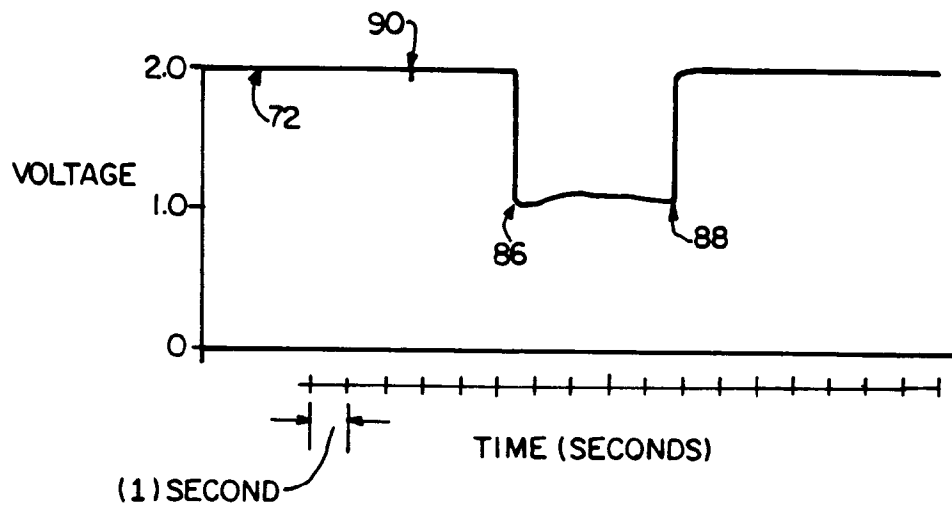 90
2.0
72
VOLTAGE
1.0
86
88
0
TIME (SECONDS)
(1) SECOND